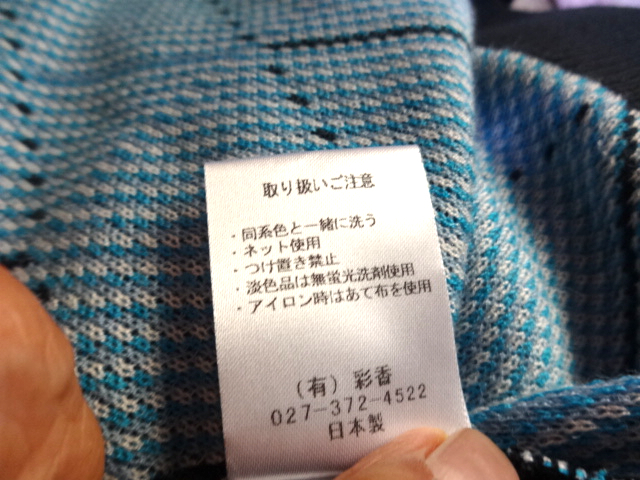 取り扱いご注意
・同系色と一緒に洗う
・ネット使用
・つけ置き禁止
・淡色品は無蛍光洗剤使用
・アイロン時はあて布を使用
(有) 彩香
027-372-4522
日本製